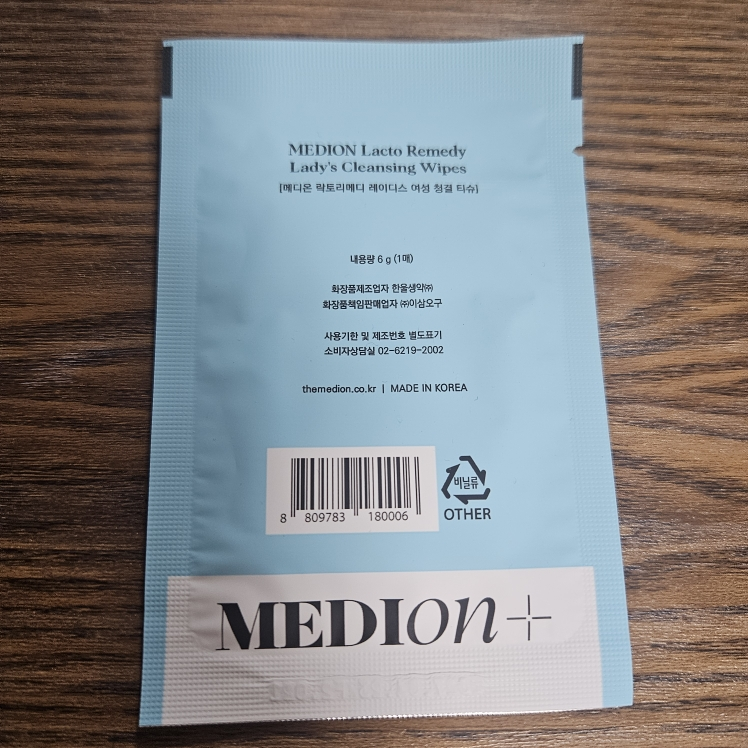 MEDION Lacto Remedy
Lady's Cleansing Wipes
[메디온 락토리메디 레이디스 여성 청결 티슈]
내용량 6 g (1매)
화장품제조업자 한울생약㈜
화장품책임판매업자 ㈜이삼오구
사용기한 및 제조번호 별도표기
소비자상담실 02-6219-2002
themedion.co.kr | MADE IN KOREA
8 809783 180006
비닐류
OTHER
MEDION+